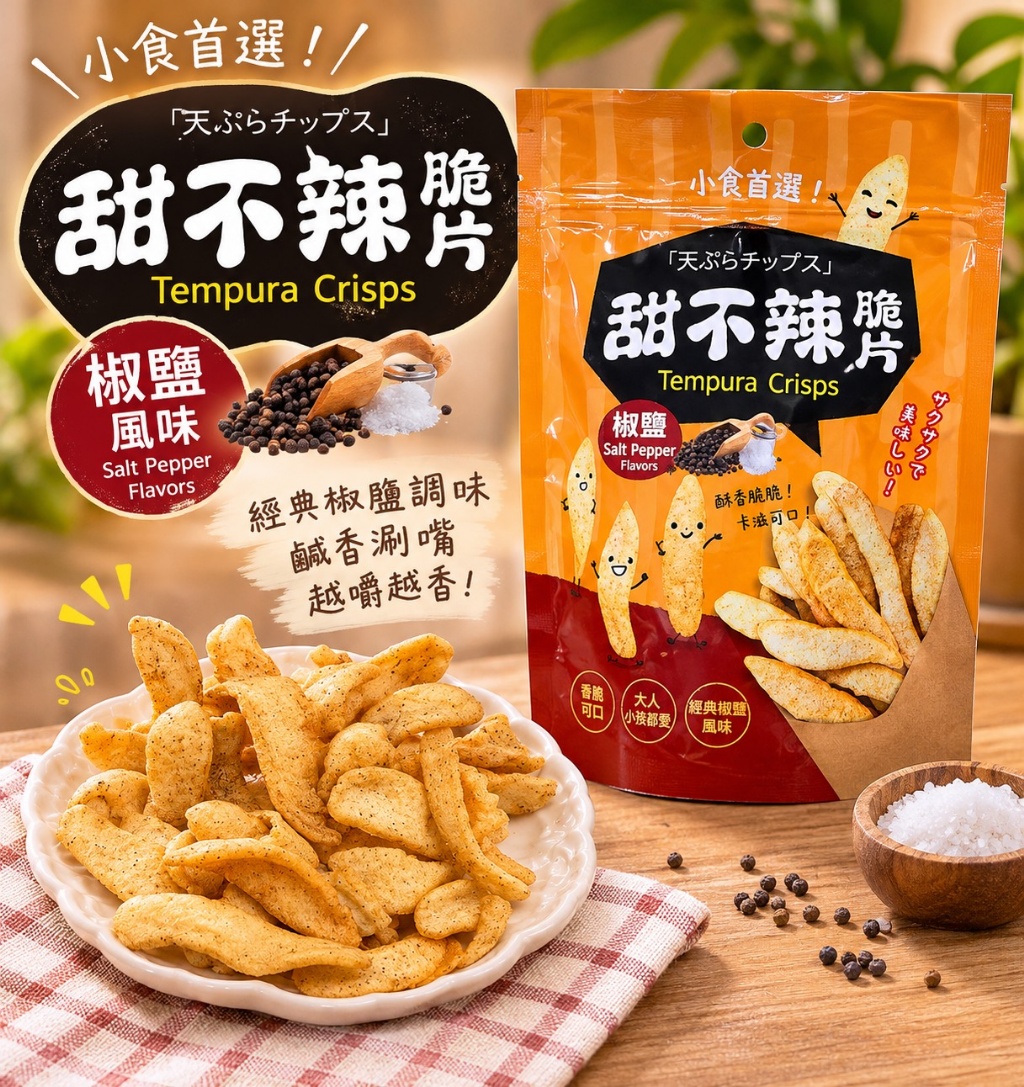 小食首選！
「天ぷらチップス」
甜不辣脆片
Tempura Crisps
椒鹽
風味
Salt Pepper
Flavors
經典椒鹽調味
鹹香涮嘴
越嚼越香！
小食首選！
「天ぷらチップス」
甜不辣脆片
Tempura Crisps
椒鹽
Salt Pepper
Flavors
サクサクで
美味しい！
酥香脆脆！
卡滋可口！
香脆
可口
大人
小孩都愛
經典椒鹽
風味